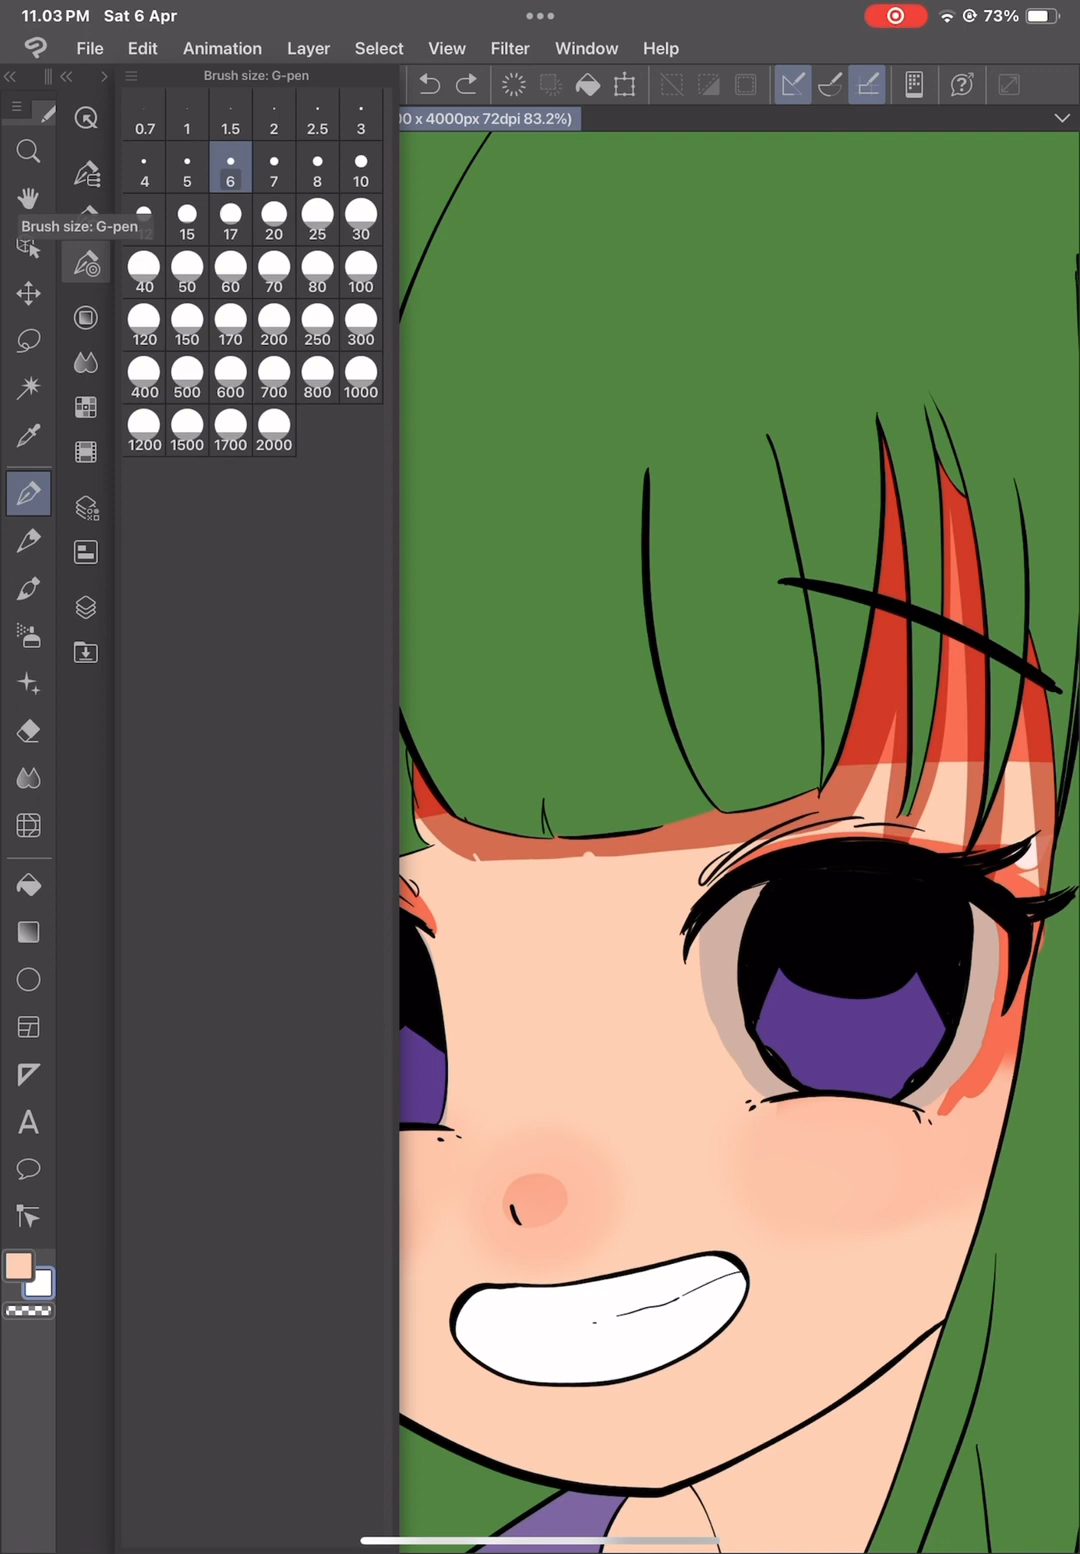 11.03 PM Sat 6 Apr
73%
File Edit Animation Layer Select View Filter Window Help
Brush size: G-pen
00 x 4000px 72dpi 83.2%)
0.7 1 1.5 2 2.5 3
4 5 6 7 8 10
Brush size: G-pen
12 15 17 20 25 30
40 50 60 70 80 100
120 150 170 200 250 300
400 500 600 700 800 1000
1200 1500 1700 2000